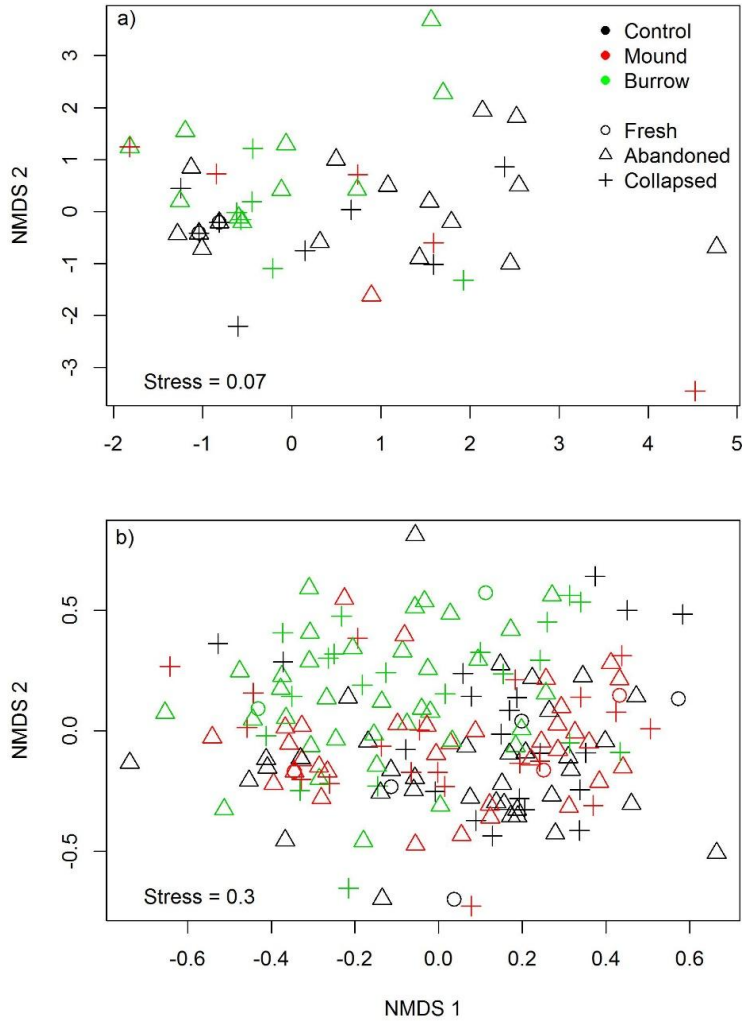 a)
Control
Mound
Burrow
Fresh
Abandoned
Collapsed
NMDS 2
3
2
1
0
-1
-2
-3
Stress = 0.07
-2 -1 0 1 2 3 4 5
b)
NMDS 2
0.5
0.0
-0.5
Stress = 0.3
-0.6 -0.4 -0.2 0.0 0.2 0.4 0.6
NMDS 1